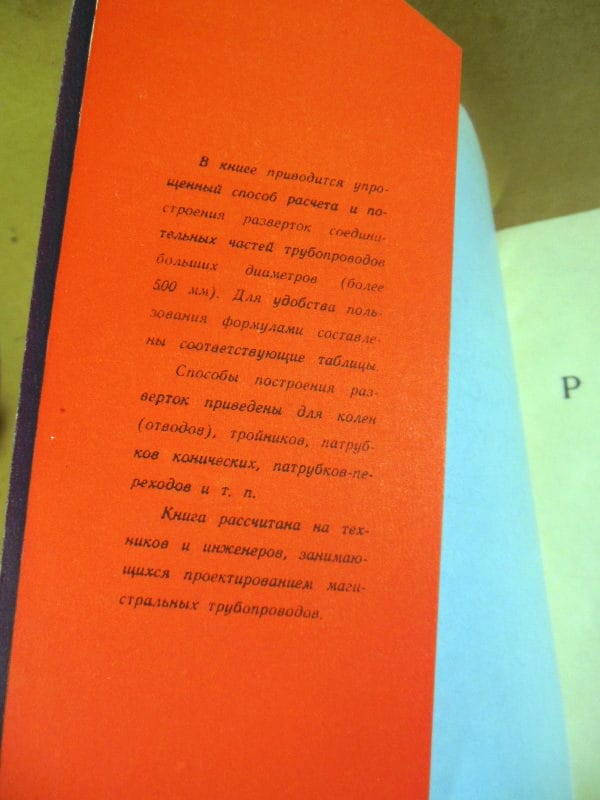 В книге приводится упро-
щенный способ расчета и по-
строения разверток соедини-
тельных частей трубопроводов
больших диаметров (более
500 мм). Для удобства поль-
зования формулами составле-
ны соответствующие таблицы.
Способы построения раз-
верток приведены для колен
(отводов), тройников, патруб-
ков конических, патрубков-пе-
реходов и т. п.
Книга рассчитана на тех-
ников и инженеров, занимаю-
щихся проектированием маги-
стральных трубопроводов.
Р